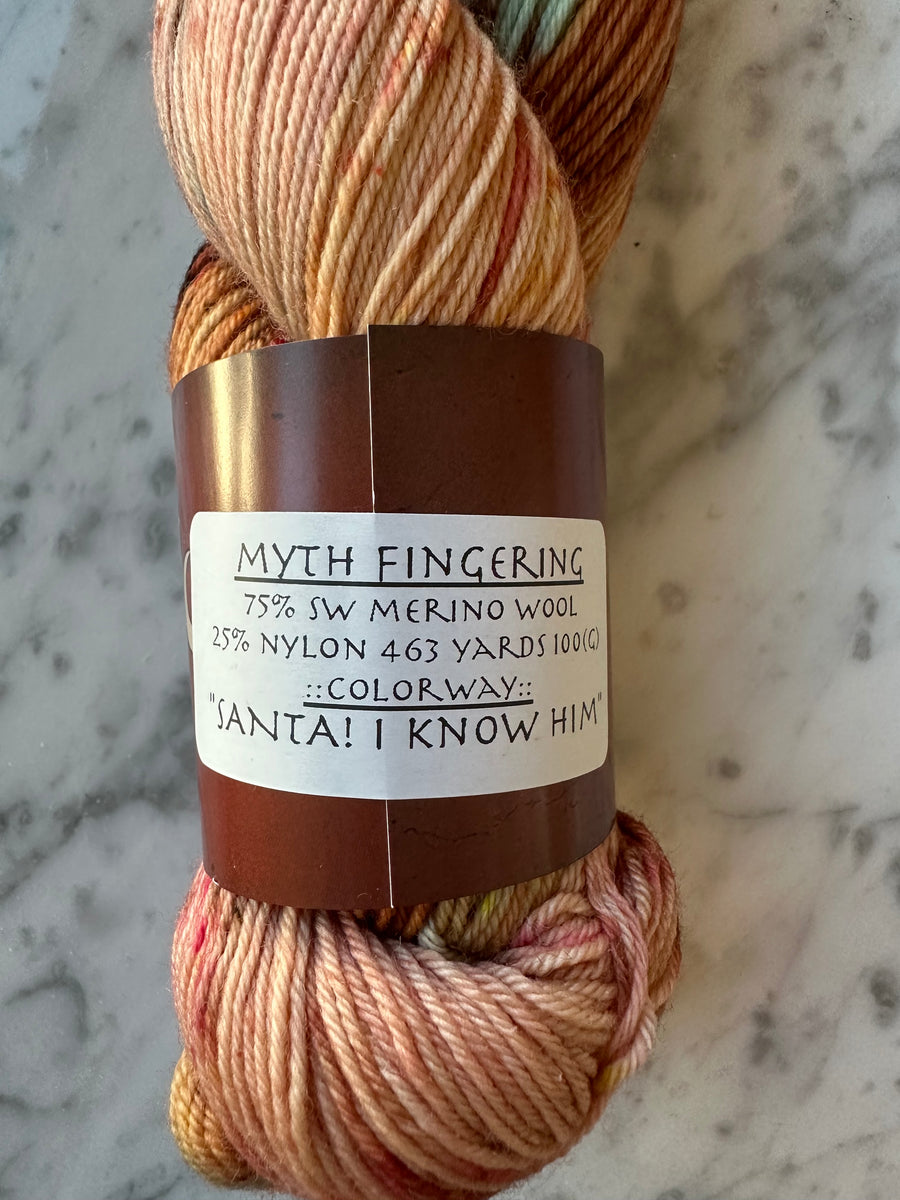 MYTH FINGERING
75% SW MERINO WOOL
25% NYLON 463 YARDS 100(G)
::COLORWAY::
"SANTA! I KNOW HIM"